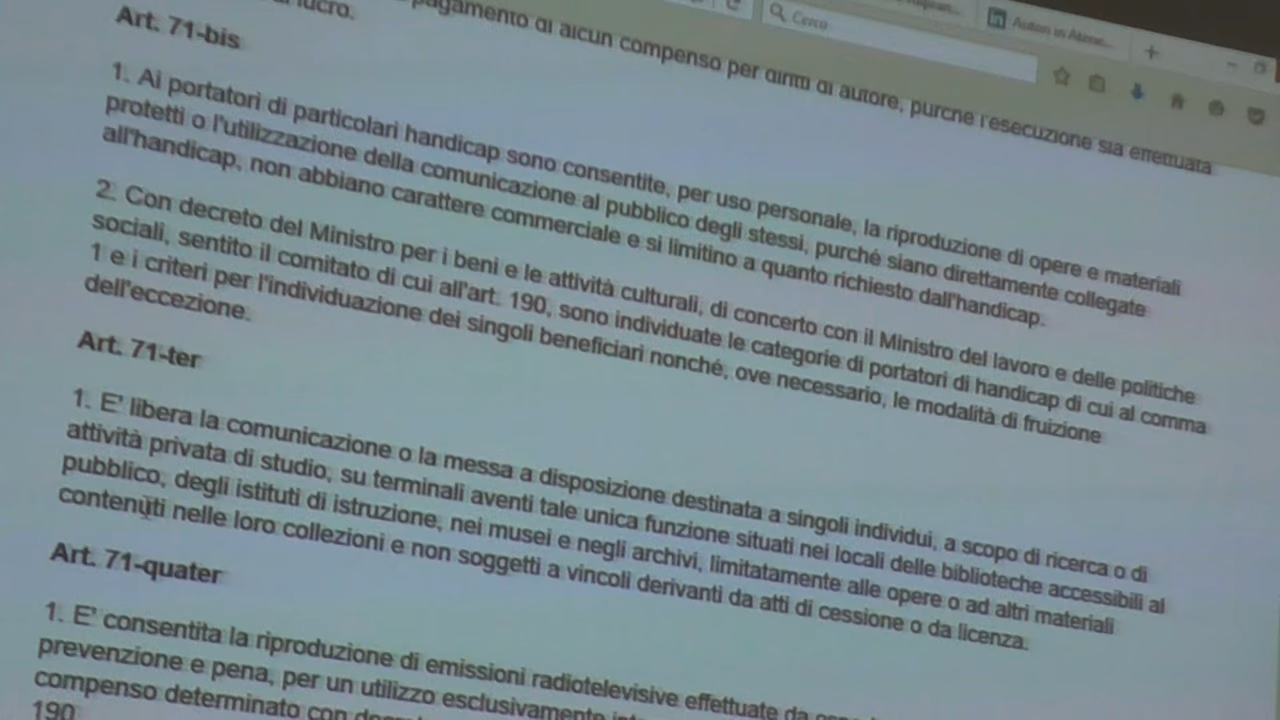 di lucro.
pagamento di alcun compenso per diritti di autore, purché l'esecuzione sia effettuata
Cerco
Autori in Atene...
Art. 71-bis
1. Ai portatori di particolari handicap sono consentite, per uso personale, la riproduzione di opere e materiali
protetti o l'utilizzazione della comunicazione al pubblico degli stessi, purché siano direttamente collegate
all'handicap, non abbiano carattere commerciale e si limitino a quanto richiesto dall'handicap.
2. Con decreto del Ministro per i beni e le attività culturali, di concerto con il Ministro del lavoro e delle politiche
sociali, sentito il comitato di cui all'art. 190, sono individuate le categorie di portatori di handicap di cui al comma
1 e i criteri per l'individuazione dei singoli beneficiari nonché, ove necessario, le modalità di fruizione
dell'eccezione.
Art. 71-ter
1. E' libera la comunicazione o la messa a disposizione destinata a singoli individui, a scopo di ricerca o di
attività privata di studio, su terminali aventi tale unica funzione situati nei locali delle biblioteche accessibili al
pubblico, degli istituti di istruzione, nei musei e negli archivi, limitatamente alle opere o ad altri materiali
contenuti nelle loro collezioni e non soggetti a vincoli derivanti da atti di cessione o da licenza.
Art. 71-quater
1. E' consentita la riproduzione di emissioni radiotelevisive effettuate da
prevenzione e pena, per un utilizzo esclusivamente
compenso determinato con
190